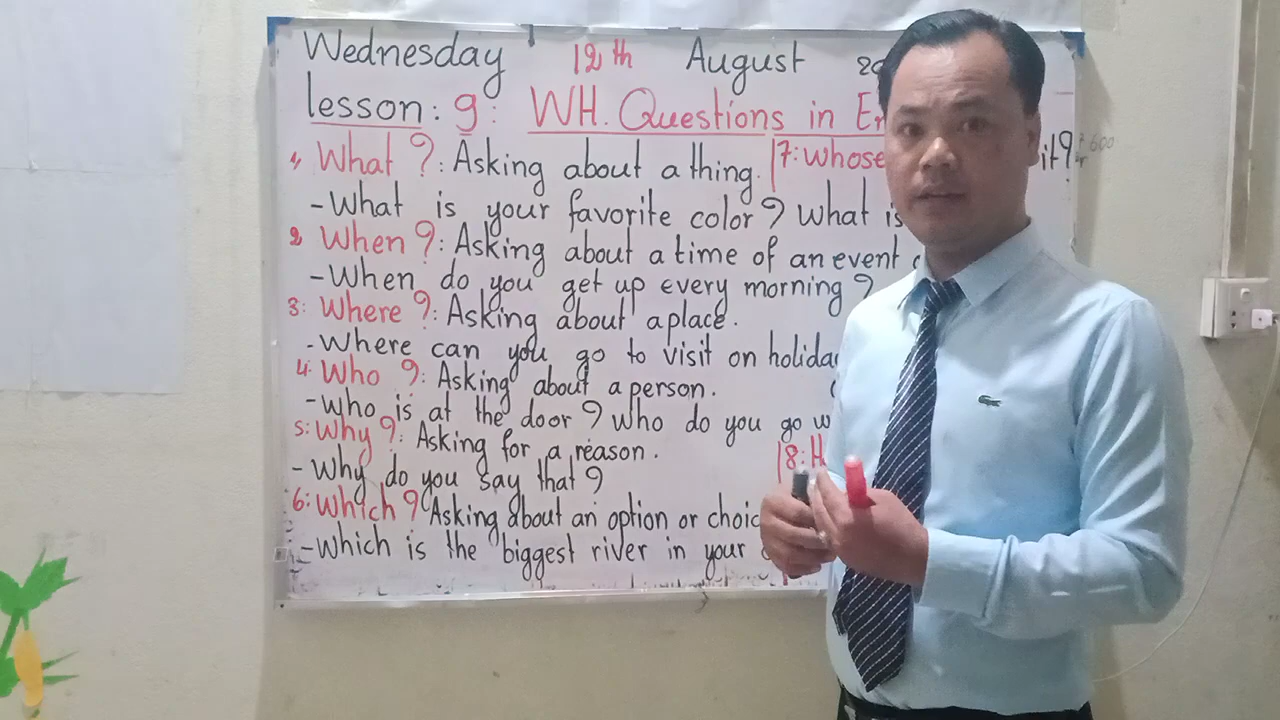 Wednesday 12th August
lesson: 9: WH. Questions in
1, What ?: Asking about a thing. 7: Whose it?
- What is your favorite color? What is
2, When ?: Asking about a time of an event
- When do you get up every morning?
3: Where ?: Asking about a place.
- Where can you go to visit on
4: Who ?: Asking about a person.
- Who is at the door? Who do you go
5: Why ?: Asking for a reason. 8:
- Why do you say that?
6: Which ? Asking about an option or
- Which is the biggest river in your